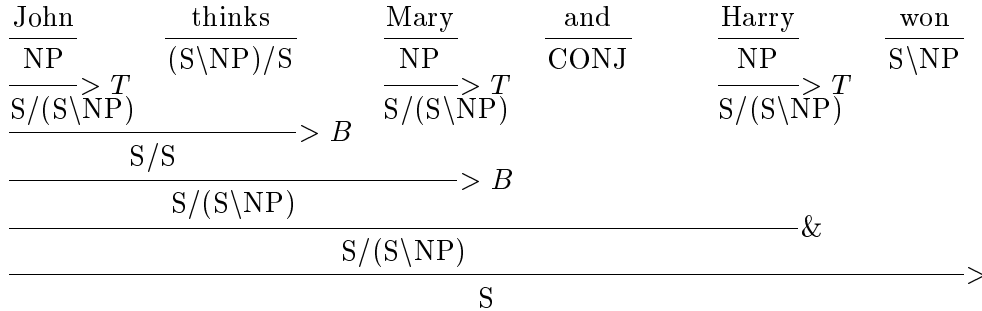 John thinks Mary and Harry won
NP (S\NP)/S NP CONJ NP S\NP
> T > T > T
S/(S\NP) S/(S\NP) S/(S\NP)
> B
S/S
> B
S/(S\NP)
&
S/(S\NP)
>
S